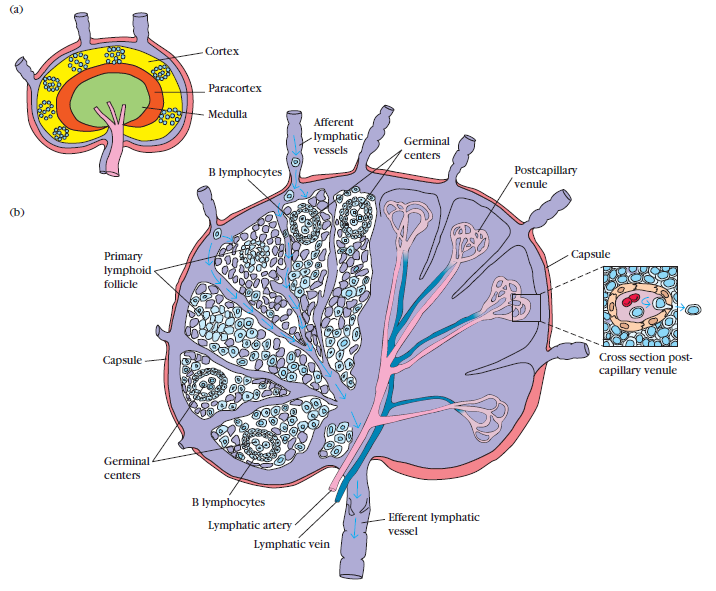 (a)
Cortex
Paracortex
Medulla
Afferent
lymphatic
vessels
Germinal
centers
B lymphocytes
Postcapillary
venule
(b)
Primary
lymphoid
follicle
Capsule
Capsule
Cross section post-
capillary venule
Germinal
centers
B lymphocytes
Lymphatic artery
Efferent lymphatic
vessel
Lymphatic vein